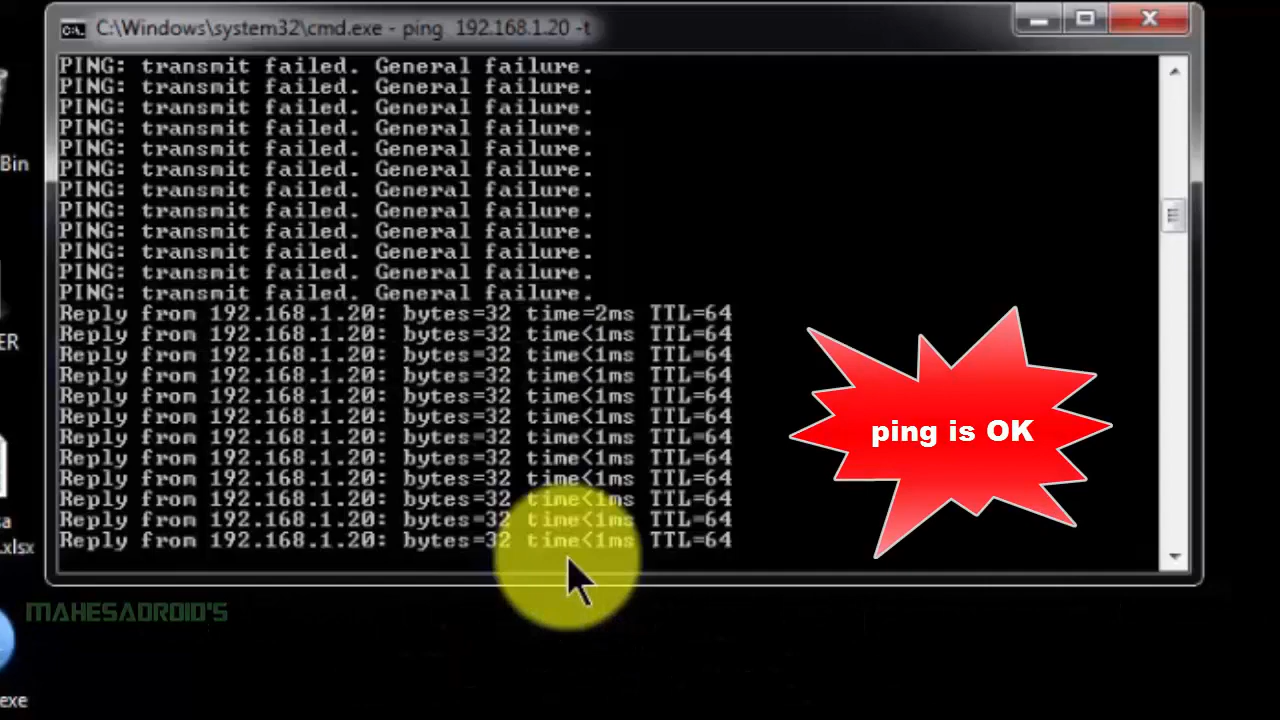 C:\Windows\system32\cmd.exe - ping  192.168.1.20 -t
PING: transmit failed. General failure.
PING: transmit failed. General failure.
PING: transmit failed. General failure.
PING: transmit failed. General failure.
PING: transmit failed. General failure.
PING: transmit failed. General failure.
PING: transmit failed. General failure.
PING: transmit failed. General failure.
PING: transmit failed. General failure.
PING: transmit failed. General failure.
PING: transmit failed. General failure.
PING: transmit failed. General failure.
Reply from 192.168.1.20: bytes=32 time=2ms TTL=64
Reply from 192.168.1.20: bytes=32 time<1ms TTL=64
Reply from 192.168.1.20: bytes=32 time<1ms TTL=64
Reply from 192.168.1.20: bytes=32 time<1ms TTL=64
Reply from 192.168.1.20: bytes=32 time<1ms TTL=64
Reply from 192.168.1.20: bytes=32 time<1ms TTL=64
Reply from 192.168.1.20: bytes=32 time<1ms TTL=64
Reply from 192.168.1.20: bytes=32 time<1ms TTL=64
Reply from 192.168.1.20: bytes=32 time<1ms TTL=64
Reply from 192.168.1.20: bytes=32 time<1ms TTL=64
Reply from 192.168.1.20: bytes=32 time<1ms TTL=64
Reply from 192.168.1.20: bytes=32 time<1ms TTL=64
ping is OK
Bin
ER
sa
.xlsx
MAHESADROID'S
exe